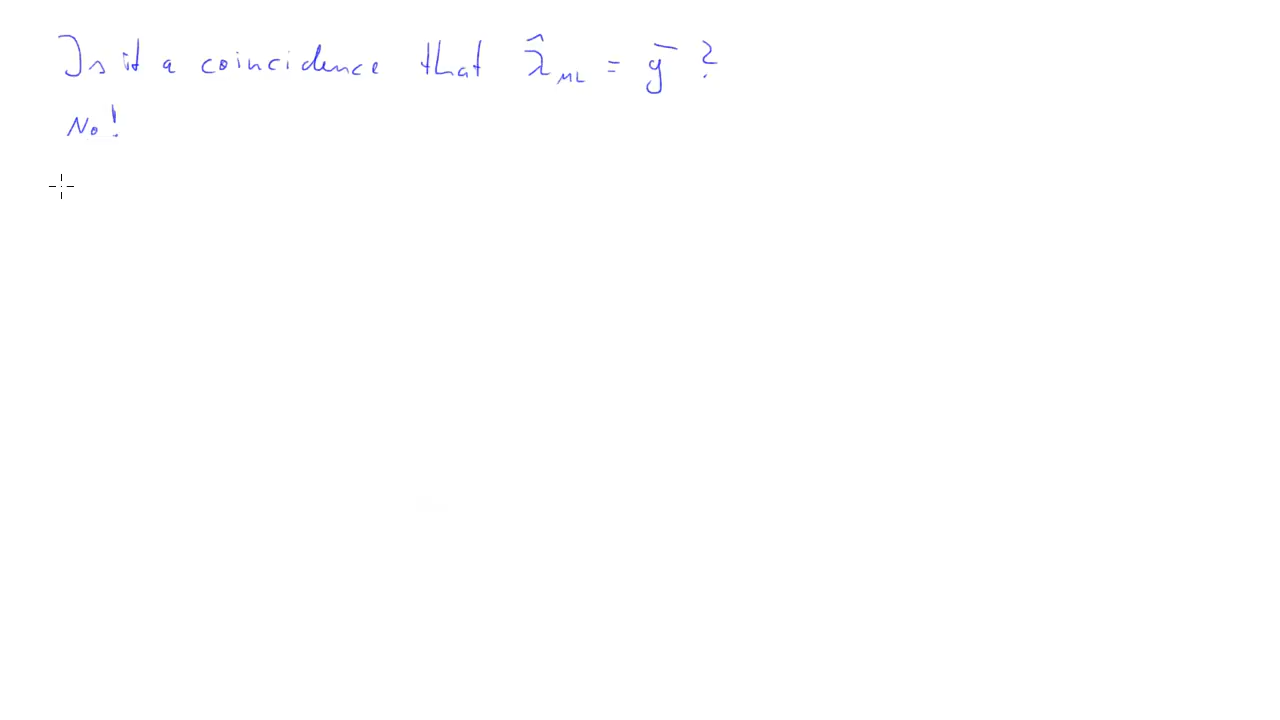 Is it a coincidence that λ̂_ML = ȳ ?
No!